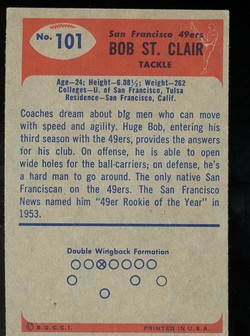 No. 101
San Francisco 49ers
BOB ST. CLAIR
TACKLE
Age—24; Height—6.08½; Weight—262
Colleges—U. of San Francisco, Tulsa
Residence—San Francisco, Calif.
Coaches dream about big men who can move
with speed and agility. Huge Bob, entering his
third season with the 49ers, provides the answers
for his club. On offense, he is able to open
wide holes for the ball-carriers; on defense, he's
a hard man to go around. The only native San
Franciscan on the 49ers. The San Francisco
News named him "49er Rookie of the Year" in
1953.
Double Wingback Formation
© B.G.C.I.
PRINTED IN U.S.A.